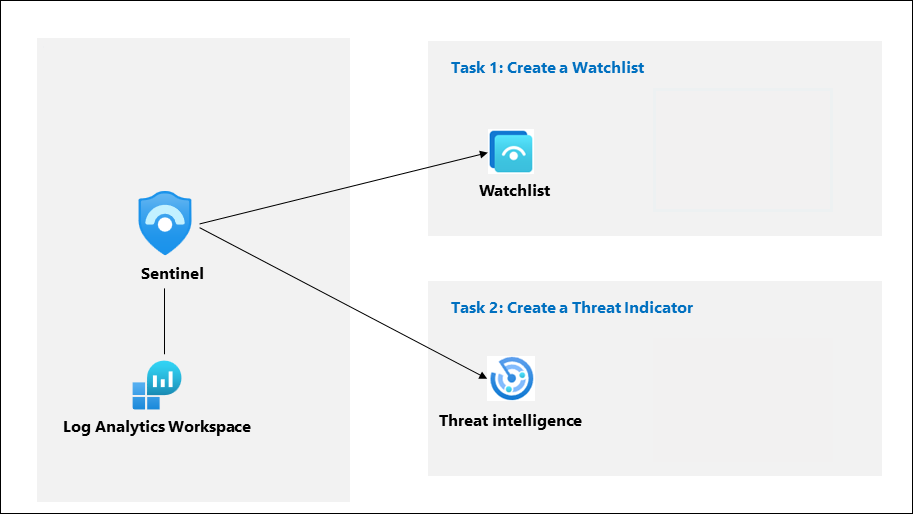 Task 1: Create a Watchlist
Watchlist
Sentinel
Task 2: Create a Threat Indicator
Threat intelligence
Log Analytics Workspace